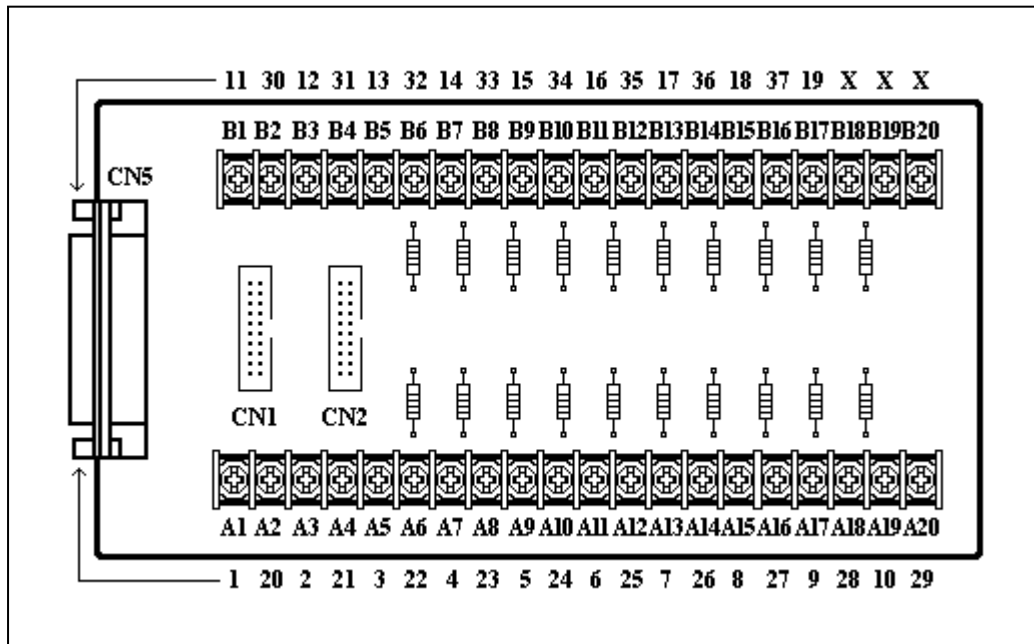 11 30 12 31 13 32 14 33 15 34 16 35 17 36 18 37 19 X X X
B1 B2 B3 B4 B5 B6 B7 B8 B9 B10 B11 B12 B13 B14 B15 B16 B17 B18 B19 B20
CN5
CN1 CN2
A1 A2 A3 A4 A5 A6 A7 A8 A9 A10 A11 A12 A13 A14 A15 A16 A17 A18 A19 A20
1 20 2 21 3 22 4 23 5 24 6 25 7 26 8 27 9 28 10 29